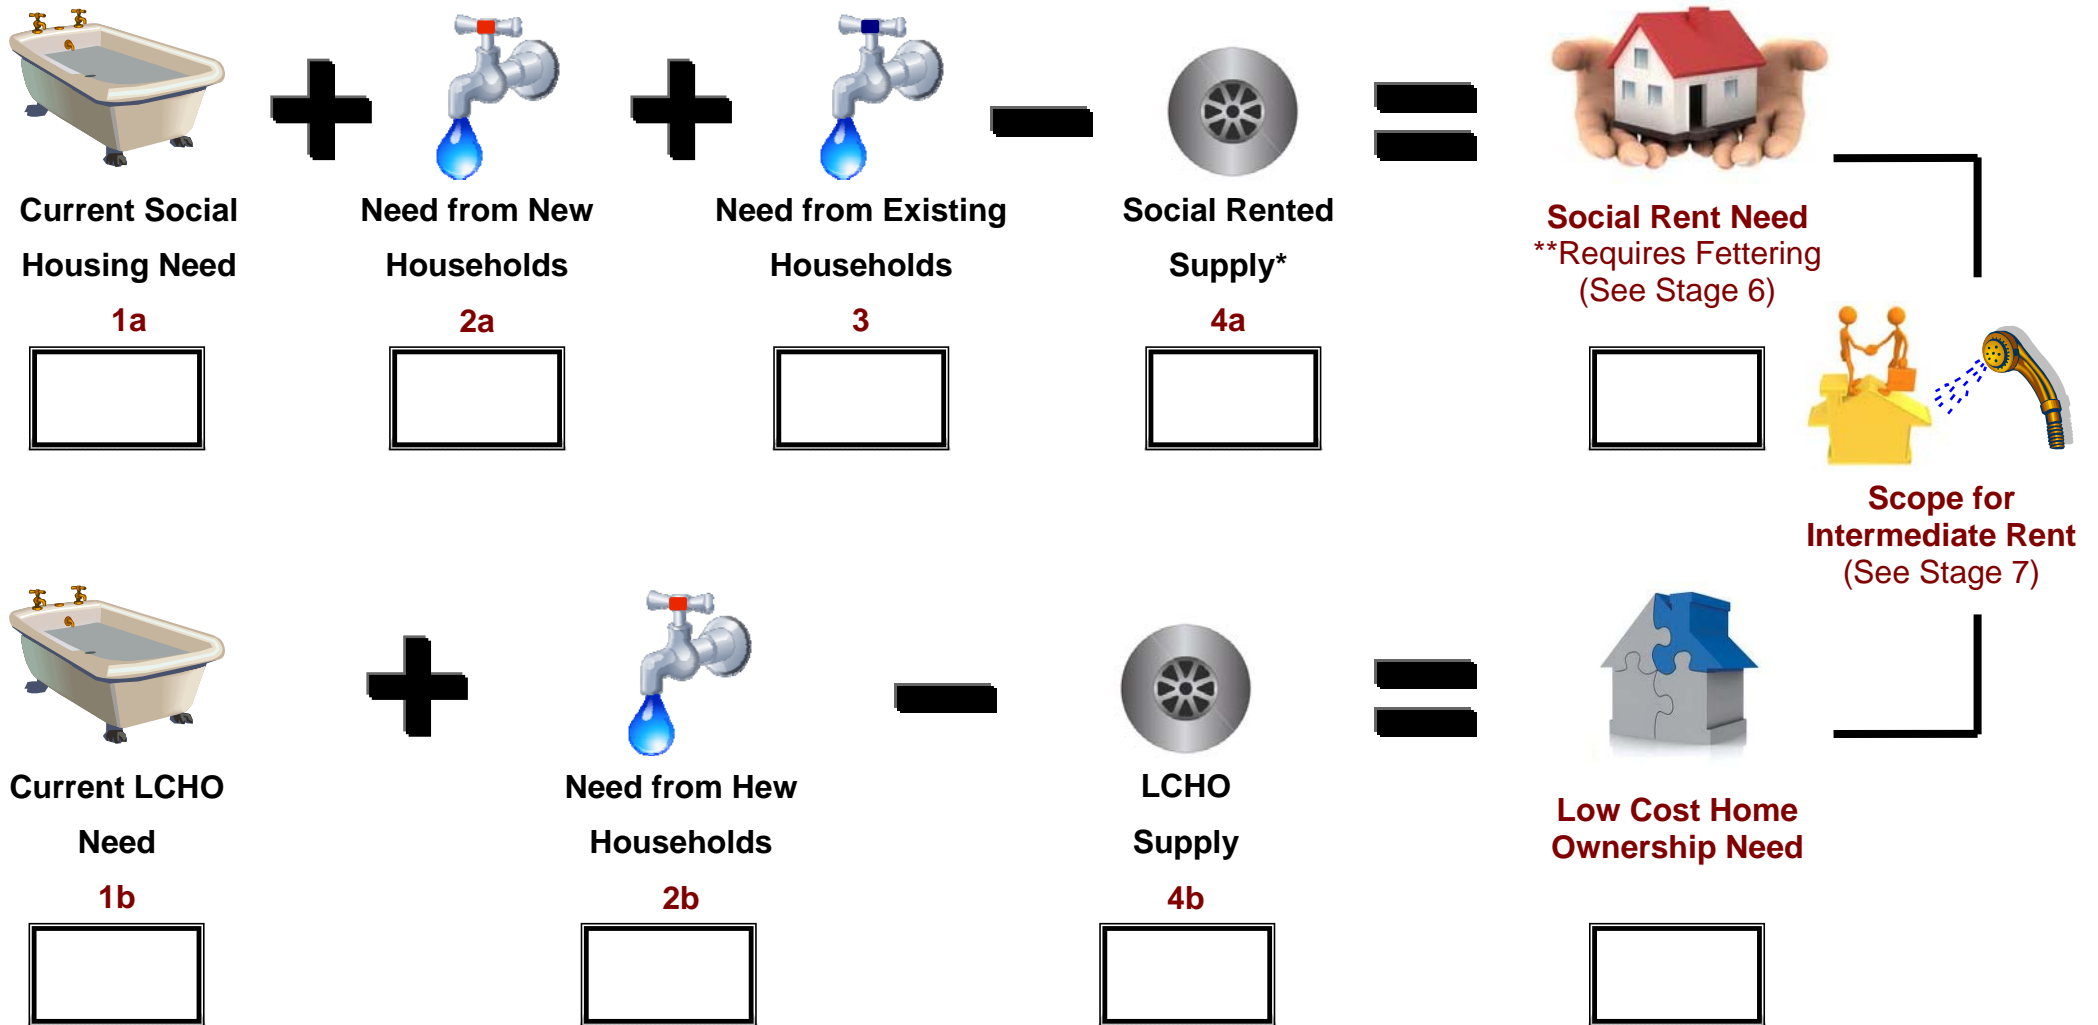 Current Social
Housing Need
1a
Need from New
Households
2a
Need from Existing
Households
3
Social Rented
Supply*
4a
Social Rent Need
**Requires Fettering
(See Stage 6)
Scope for
Intermediate Rent
(See Stage 7)
Current LCHO
Need
1b
Need from Hew
Households
2b
LCHO
Supply
4b
Low Cost Home
Ownership Need